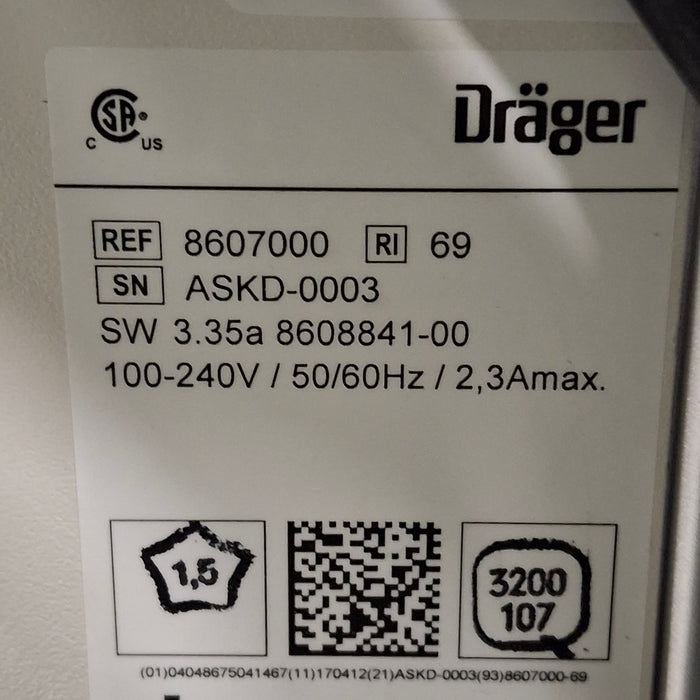 CSA®
C US
Dräger
REF 8607000 RI 69
SN ASKD-0003
SW 3.35a 8608841-00
100-240V / 50/60Hz / 2,3Amax.
1,5
3200
107
(01)04048675041467(11)170412(21)ASKD-0003(93)8607000-69